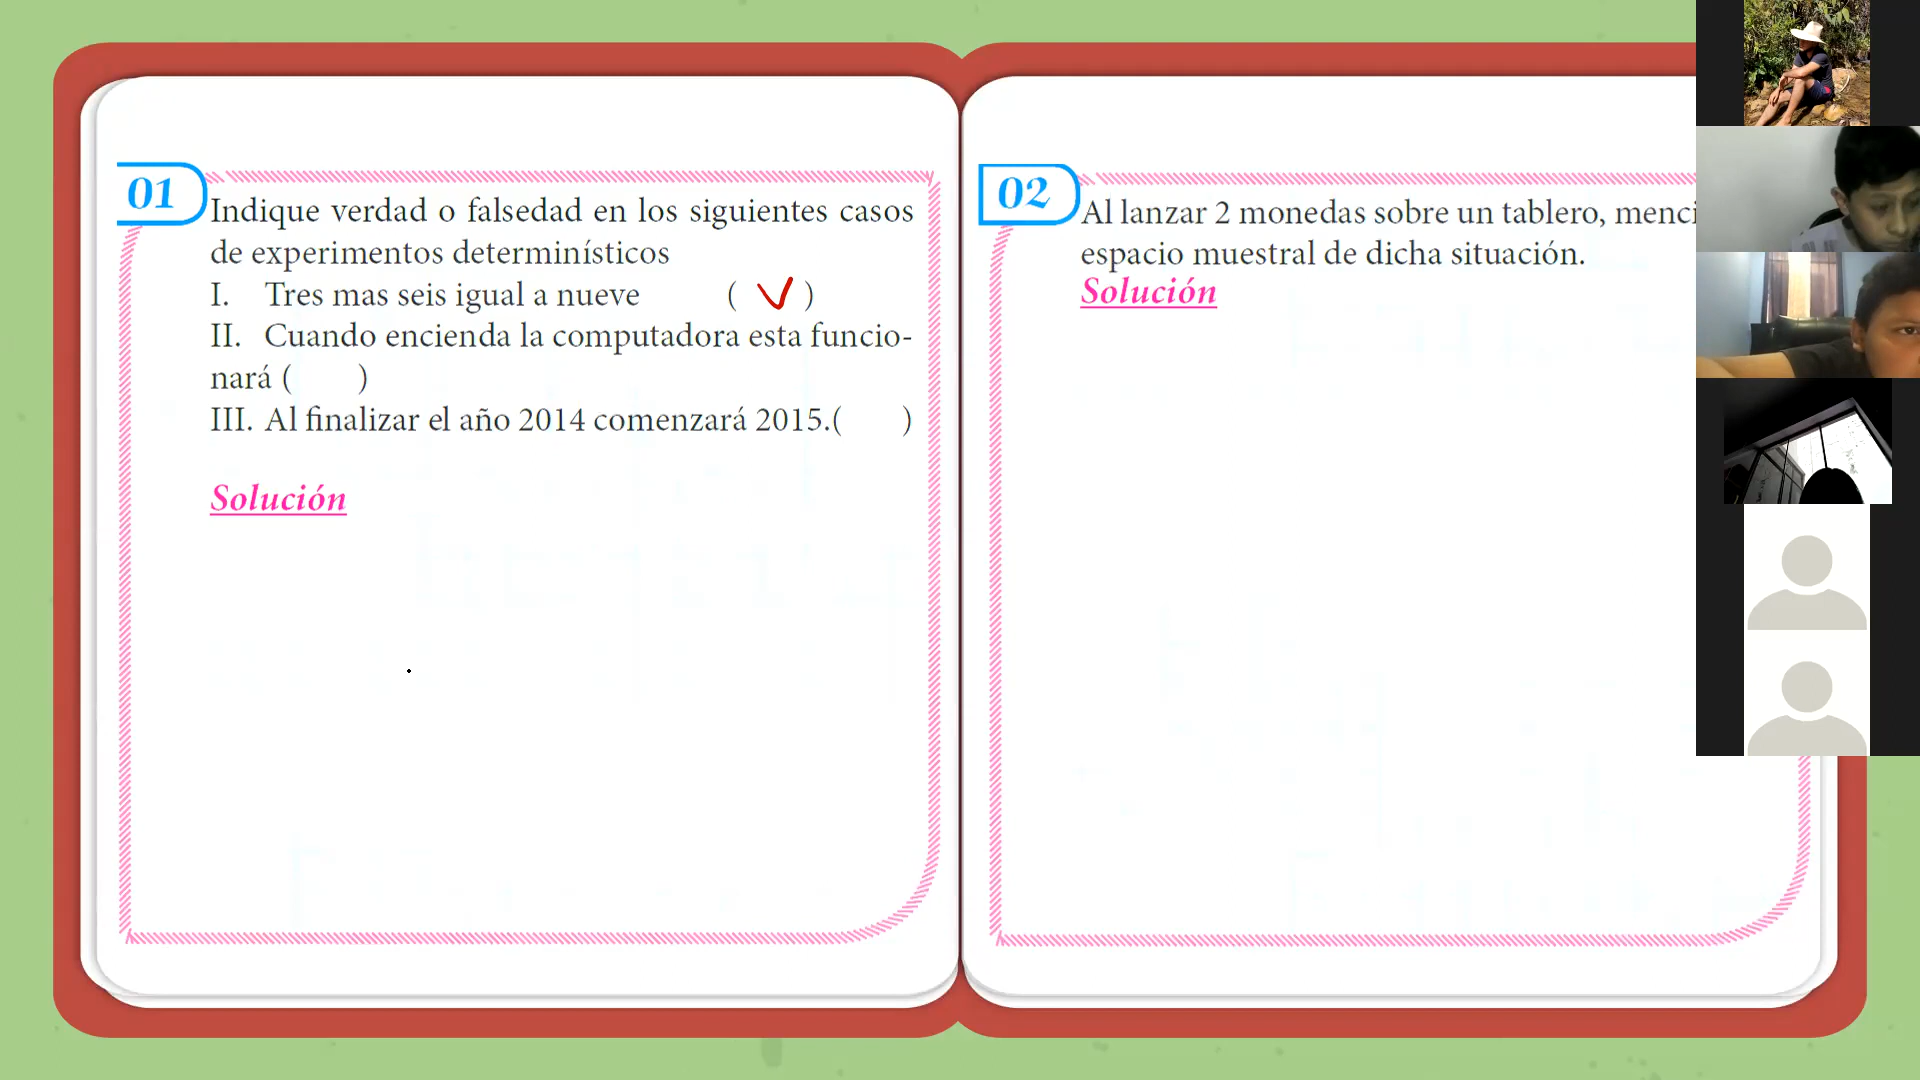 01
Indique verdad o falsedad en los siguientes casos
de experimentos determinísticos
I. Tres mas seis igual a nueve ( V )
II. Cuando encienda la computadora esta funcio-
nará ( )
III. Al finalizar el año 2014 comenzará 2015.( )
Solución
02
Al lanzar 2 monedas sobre un tablero, menci
espacio muestral de dicha situación.
Solución